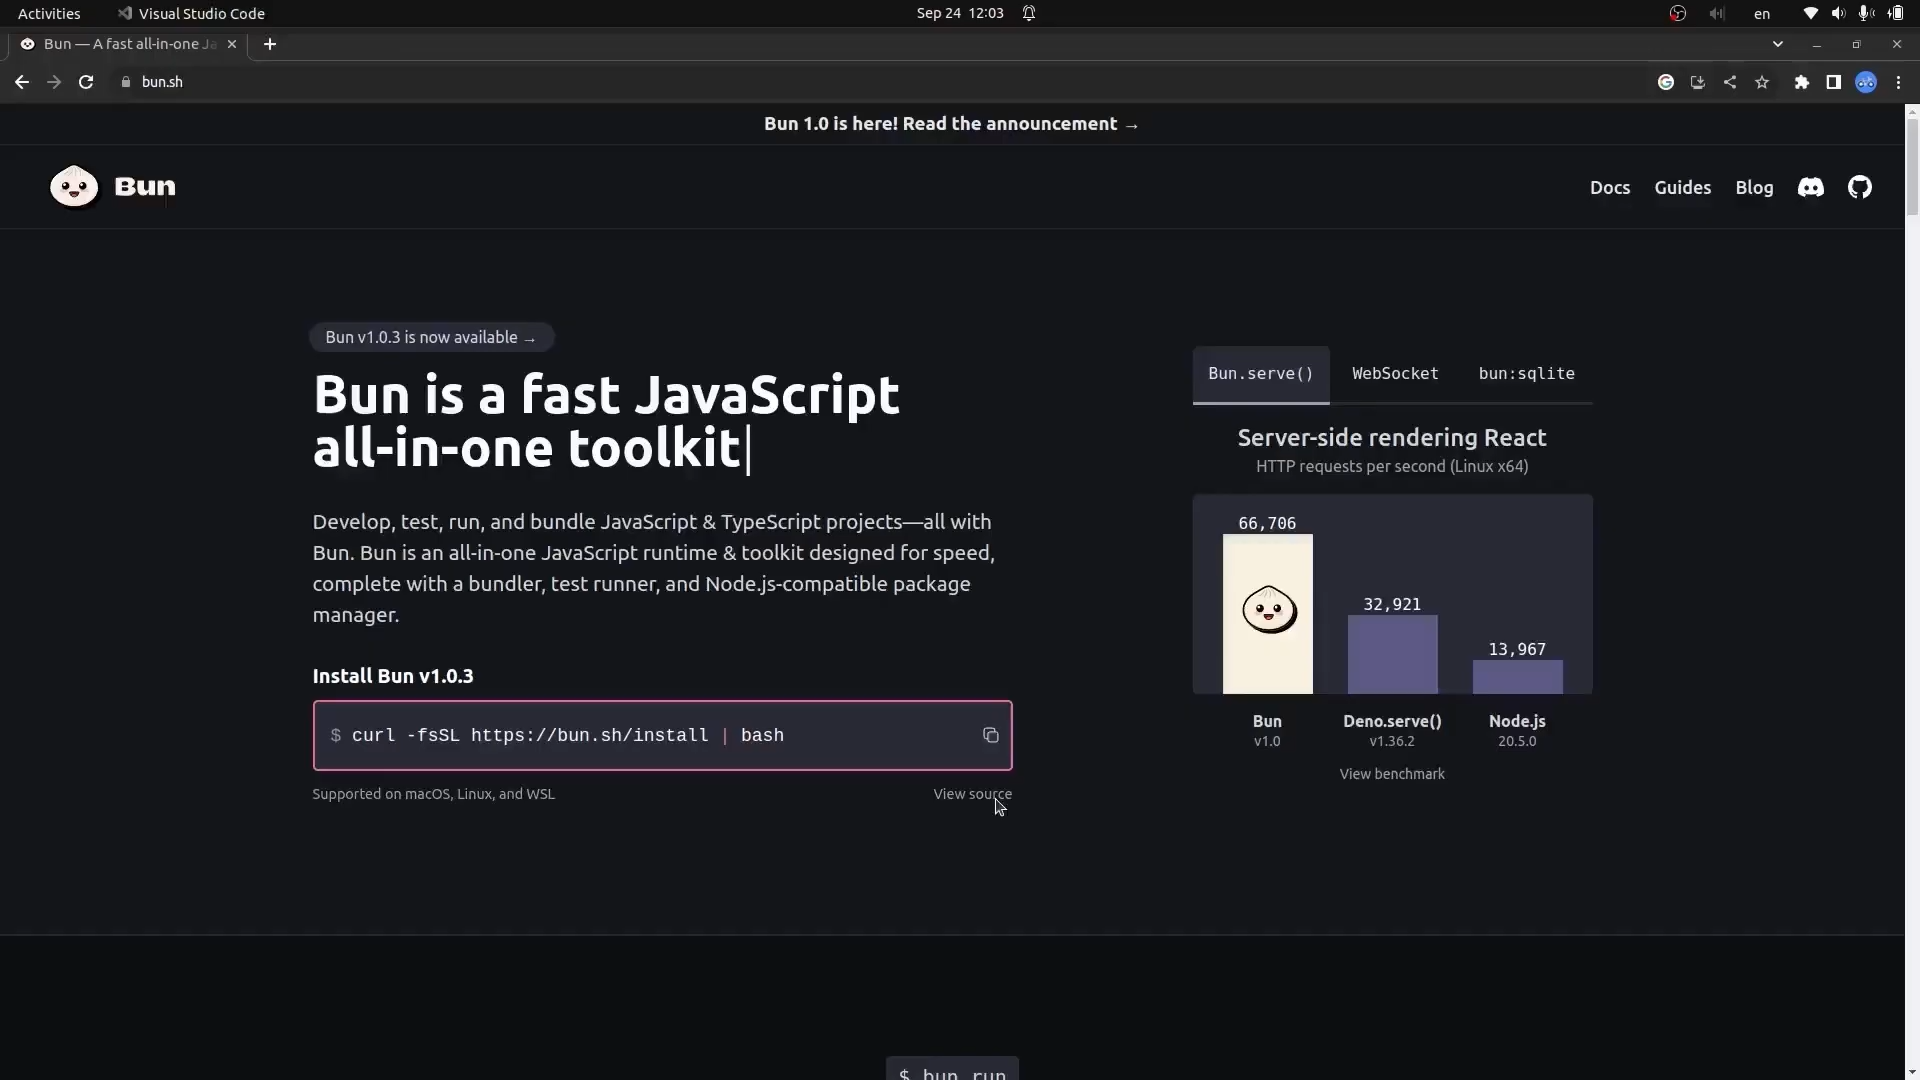 Activities
Visual Studio Code
Sep 24 12:03
en
Bun — A fast all-in-one Ja
bun.sh
Bun 1.0 is here! Read the announcement →
Bun
Docs
Guides
Blog
Bun v1.0.3 is now available →
Bun is a fast JavaScript
all-in-one toolkit|
Develop, test, run, and bundle JavaScript & TypeScript projects—all with
Bun. Bun is an all-in-one JavaScript runtime & toolkit designed for speed,
complete with a bundler, test runner, and Node.js-compatible package
manager.
Install Bun v1.0.3
$ curl -fsSL https://bun.sh/install | bash
Supported on macOS, Linux, and WSL
View source
Bun.serve()
WebSocket
bun:sqlite
Server-side rendering React
HTTP requests per second (Linux x64)
66,706
32,921
13,967
Bun
Deno.serve()
Node.js
v1.0
v1.36.2
20.5.0
View benchmark
$ bun run